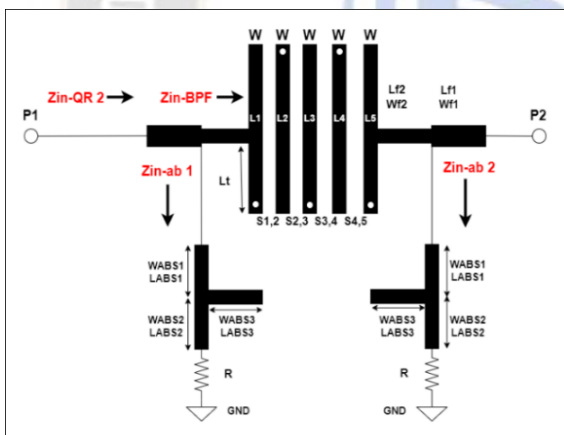 W W W W W
Lf2 Lf1
Wf2 Wf1
Zin-QR 2 Zin-BPF
P1 P2
L1 L2 L3 L4 L5
Zin-ab 1 Zin-ab 2
Lt
S1,2 S2,3 S3,4 S4,5
WABS1 WABS1
LABS1 LABS1
WABS2 WABS3 WABS3 WABS2
LABS2 LABS3 LABS3 LABS2
R R
GND GND